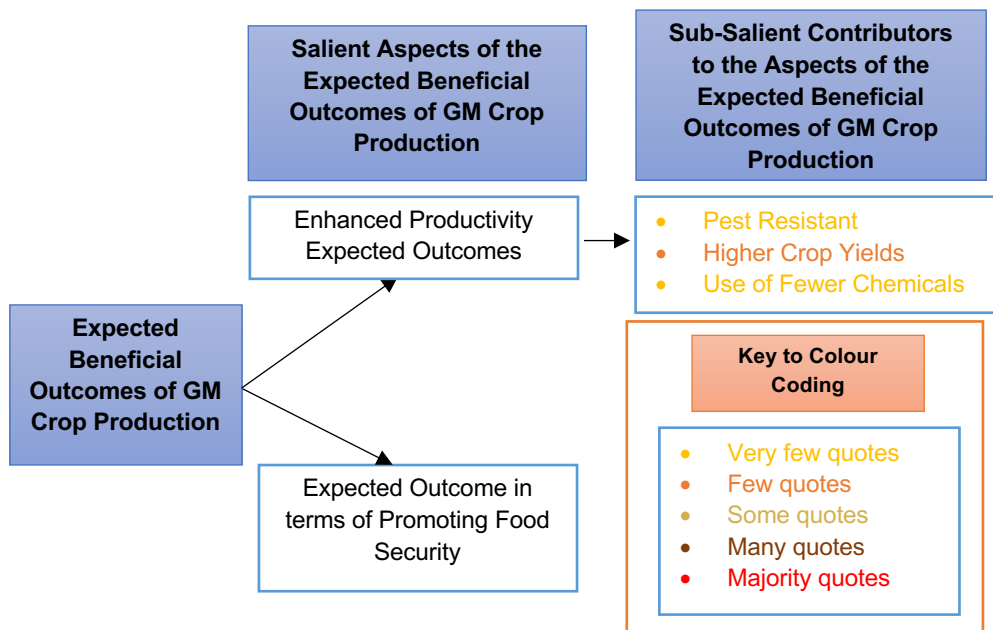 Salient Aspects of the
Expected Beneficial
Outcomes of GM Crop
Production
Sub-Salient Contributors
to the Aspects of the
Expected Beneficial
Outcomes of GM Crop
Production
Enhanced Productivity
Expected Outcomes
• Pest Resistant
• Higher Crop Yields
• Use of Fewer Chemicals
Expected
Beneficial
Outcomes of GM
Crop Production
Key to Colour
Coding
Expected Outcome in
terms of Promoting Food
Security
• Very few quotes
• Few quotes
• Some quotes
• Many quotes
• Majority quotes